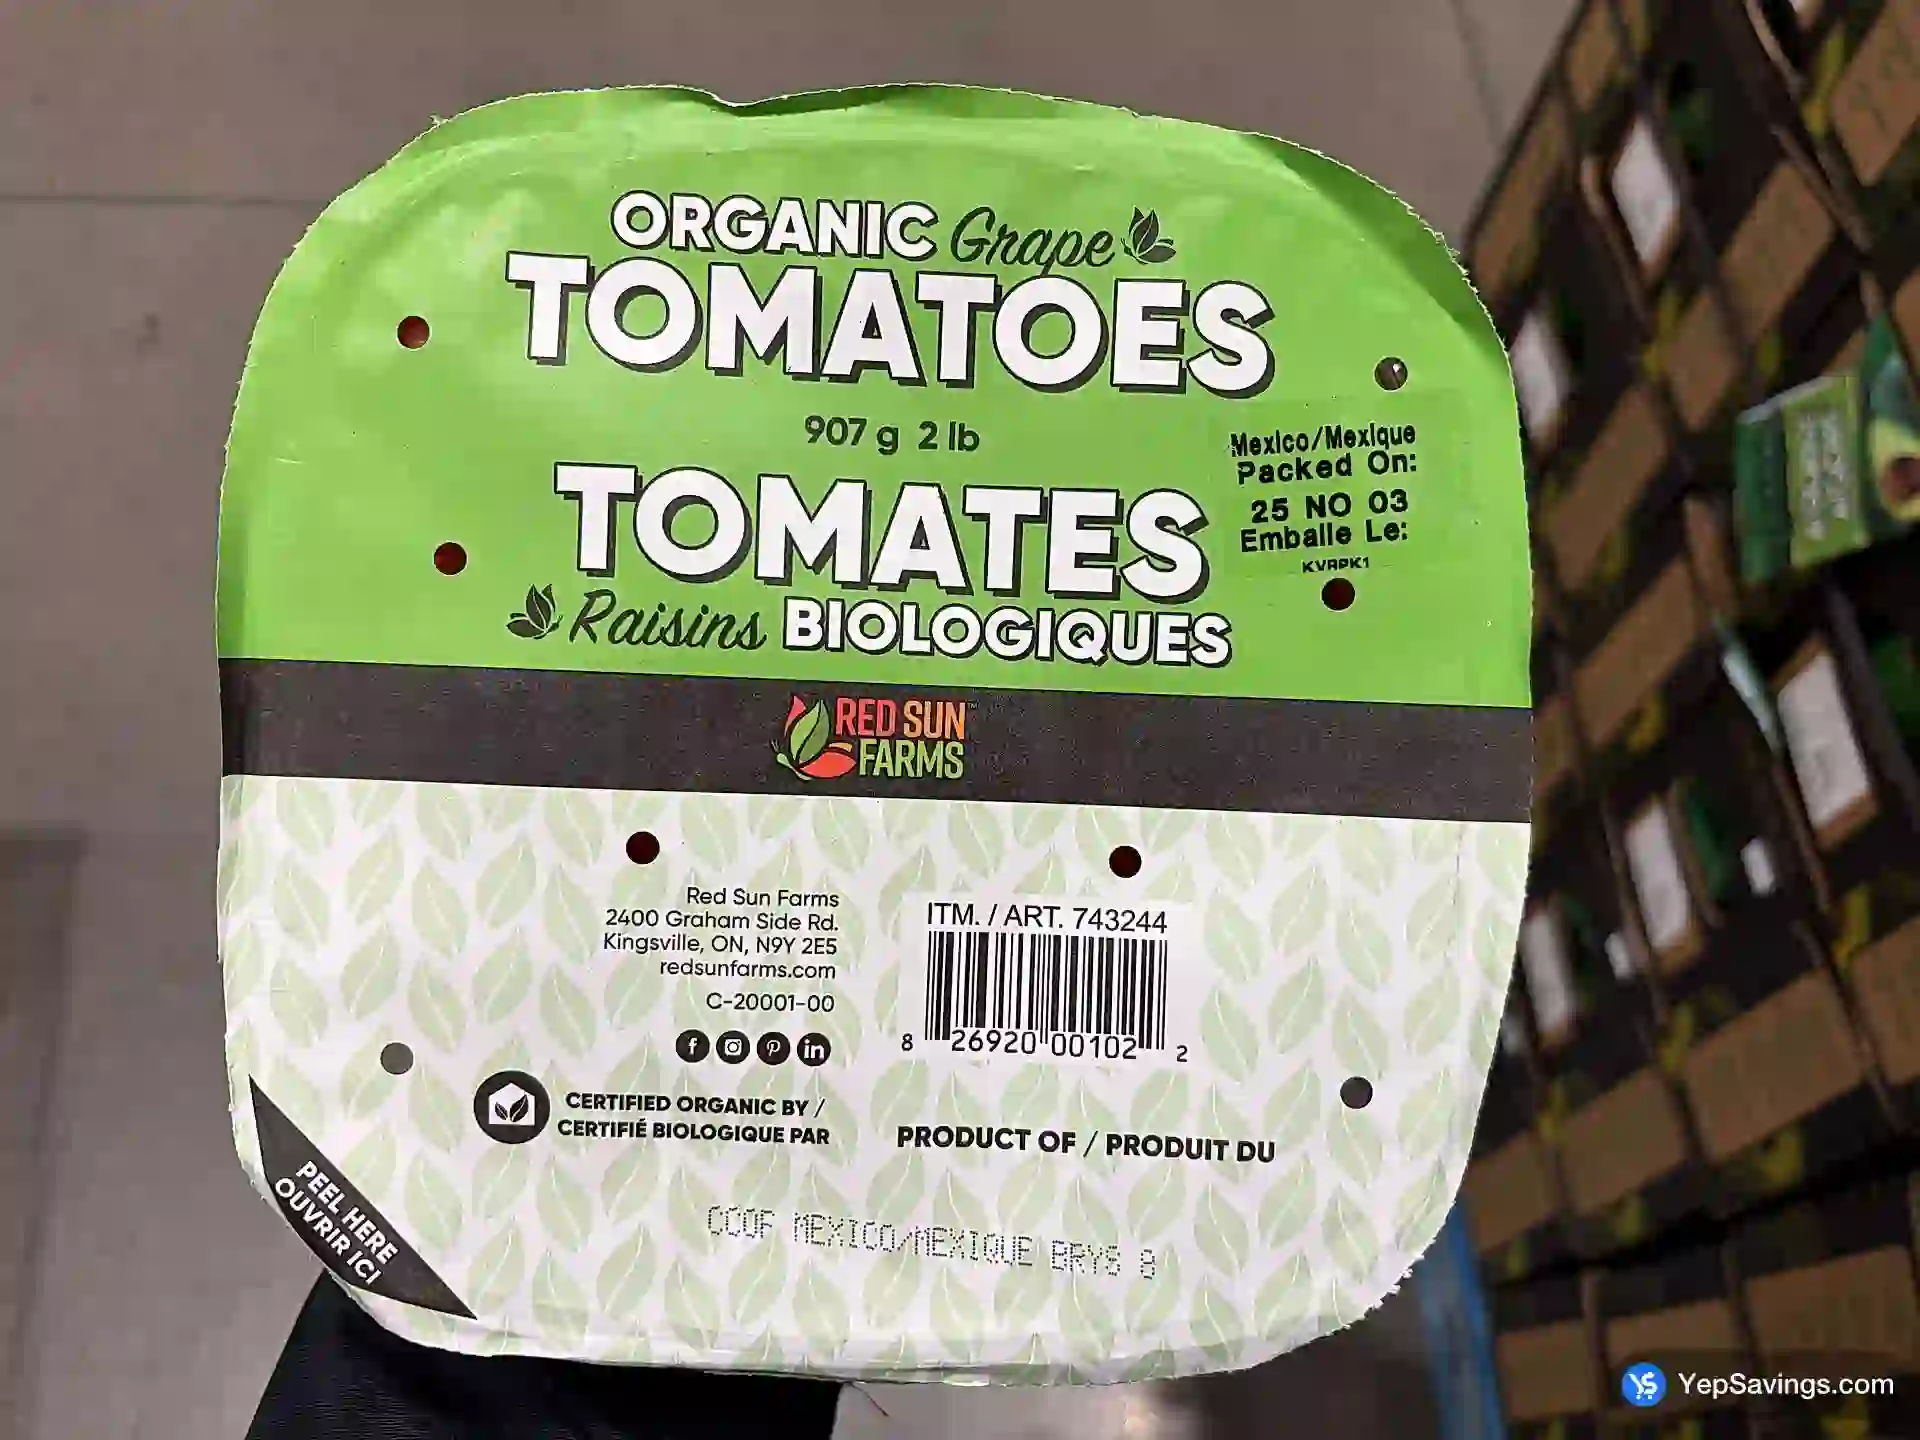 ORGANIC Grape
TOMATOES
907 g 2 lb
TOMATES
Raisins BIOLOGIQUES
Mexico/Mexique
Packed On:
25 NO 03
Emballe Le:
KVRPK1
RED SUN™
FARMS
Red Sun Farms
2400 Graham Side Rd.
Kingsville, ON, N9Y 2E5
redsunfarms.com
C-20001-00
ITM. / ART. 743244
8 26920 00102 2
CERTIFIED ORGANIC BY /
CERTIFIÉ BIOLOGIQUE PAR
PRODUCT OF / PRODUIT DU
COOF MEXICO/MEXIQUE BRYS 8
PEEL HERE
OUVRIR ICI
YepSavings.com